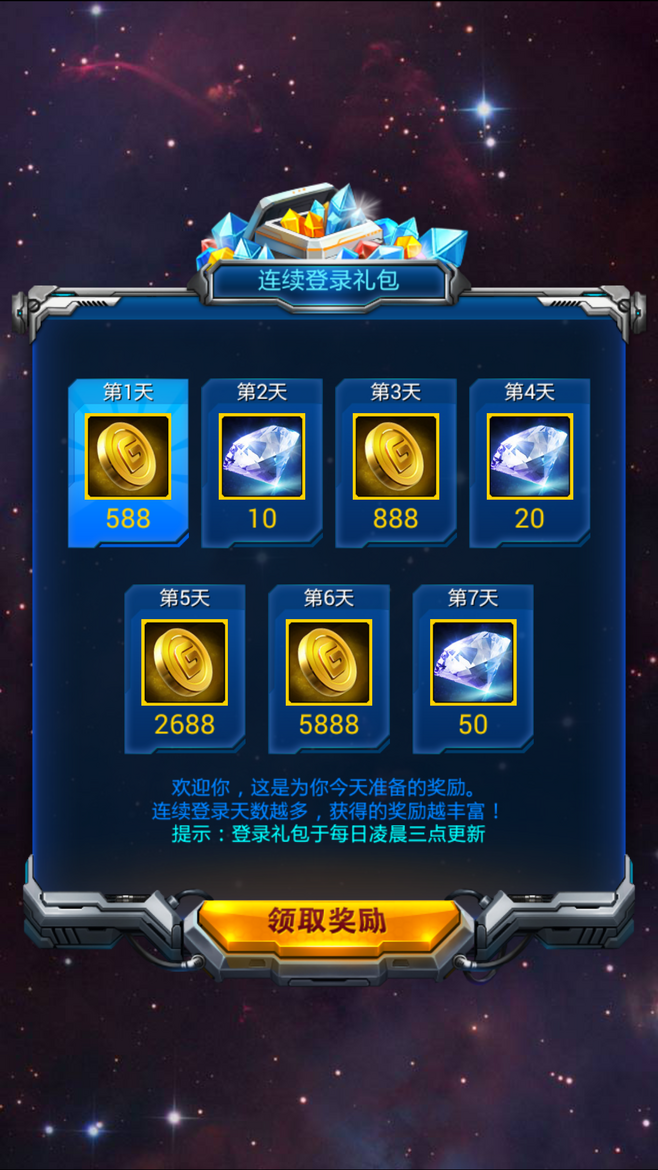 连续登录礼包
第1天 第2天 第3天 第4天
588 10 888 20
第5天 第6天 第7天
2688 5888 50
欢迎你，这是为你今天准备的奖励。
连续登录天数越多，获得的奖励越丰富！
提示：登录礼包于每日凌晨三点更新
领取奖励